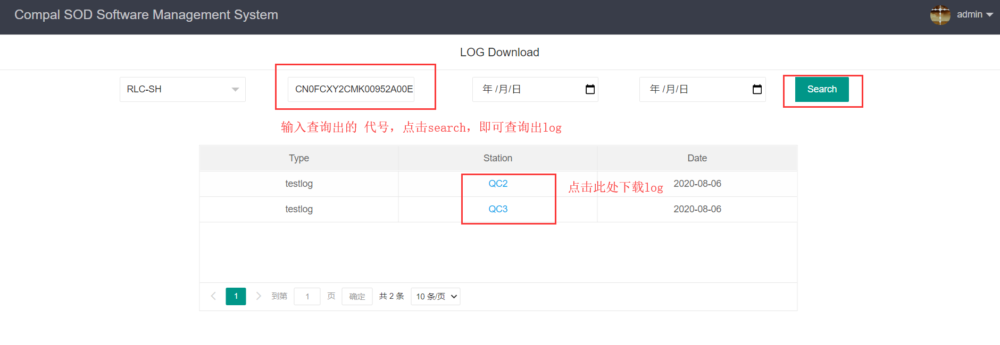 Compal SOD Software Management System
admin
LOG Download
RLC-SH
CN0FCXY2CMK00952A00E
年 /月/日
年 /月/日
Search
输入查询出的 代号，点击search，即可查询出log
Type Station Date
testlog QC2 点击此处下载log 2020-08-06
testlog QC3 2020-08-06
1 到第 1 页 确定 共 2 条 10 条/页